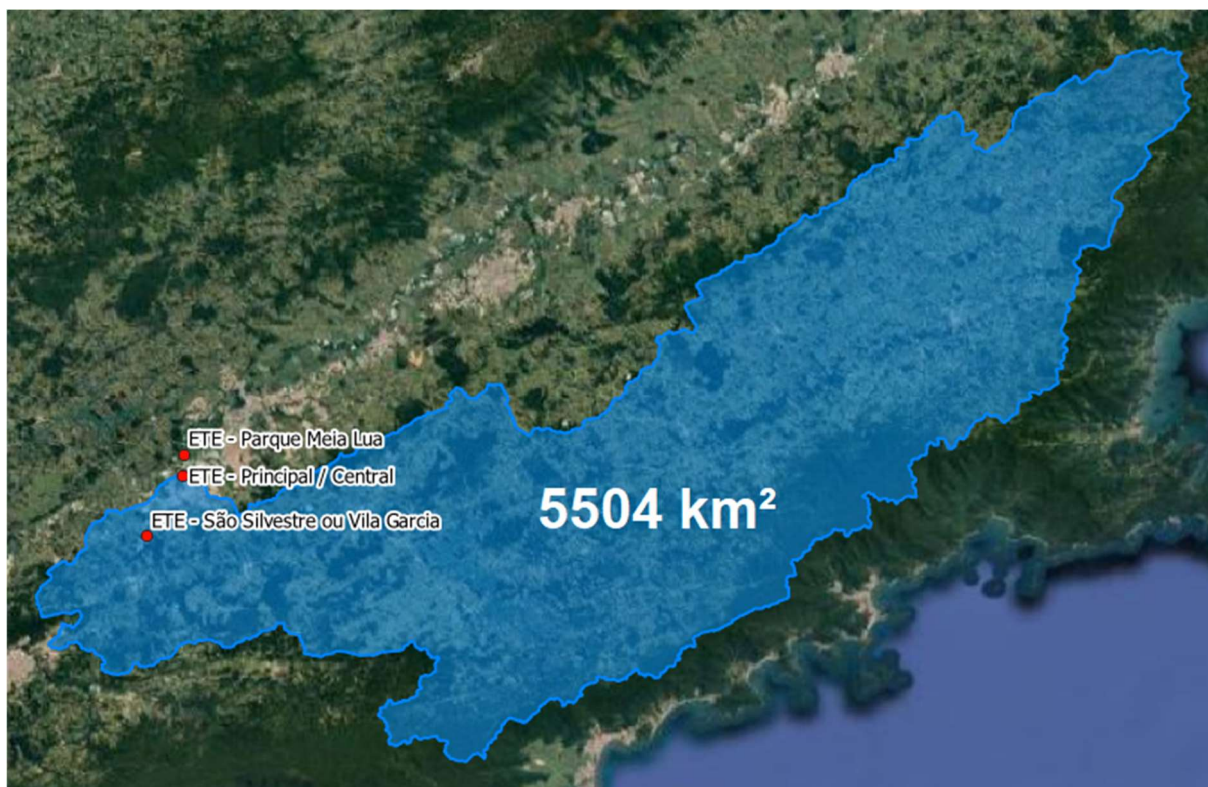 ETE - Parque Meia Lua
ETE - Principal / Central
ETE - São Silvestre ou Vila Garcia
5504 km²